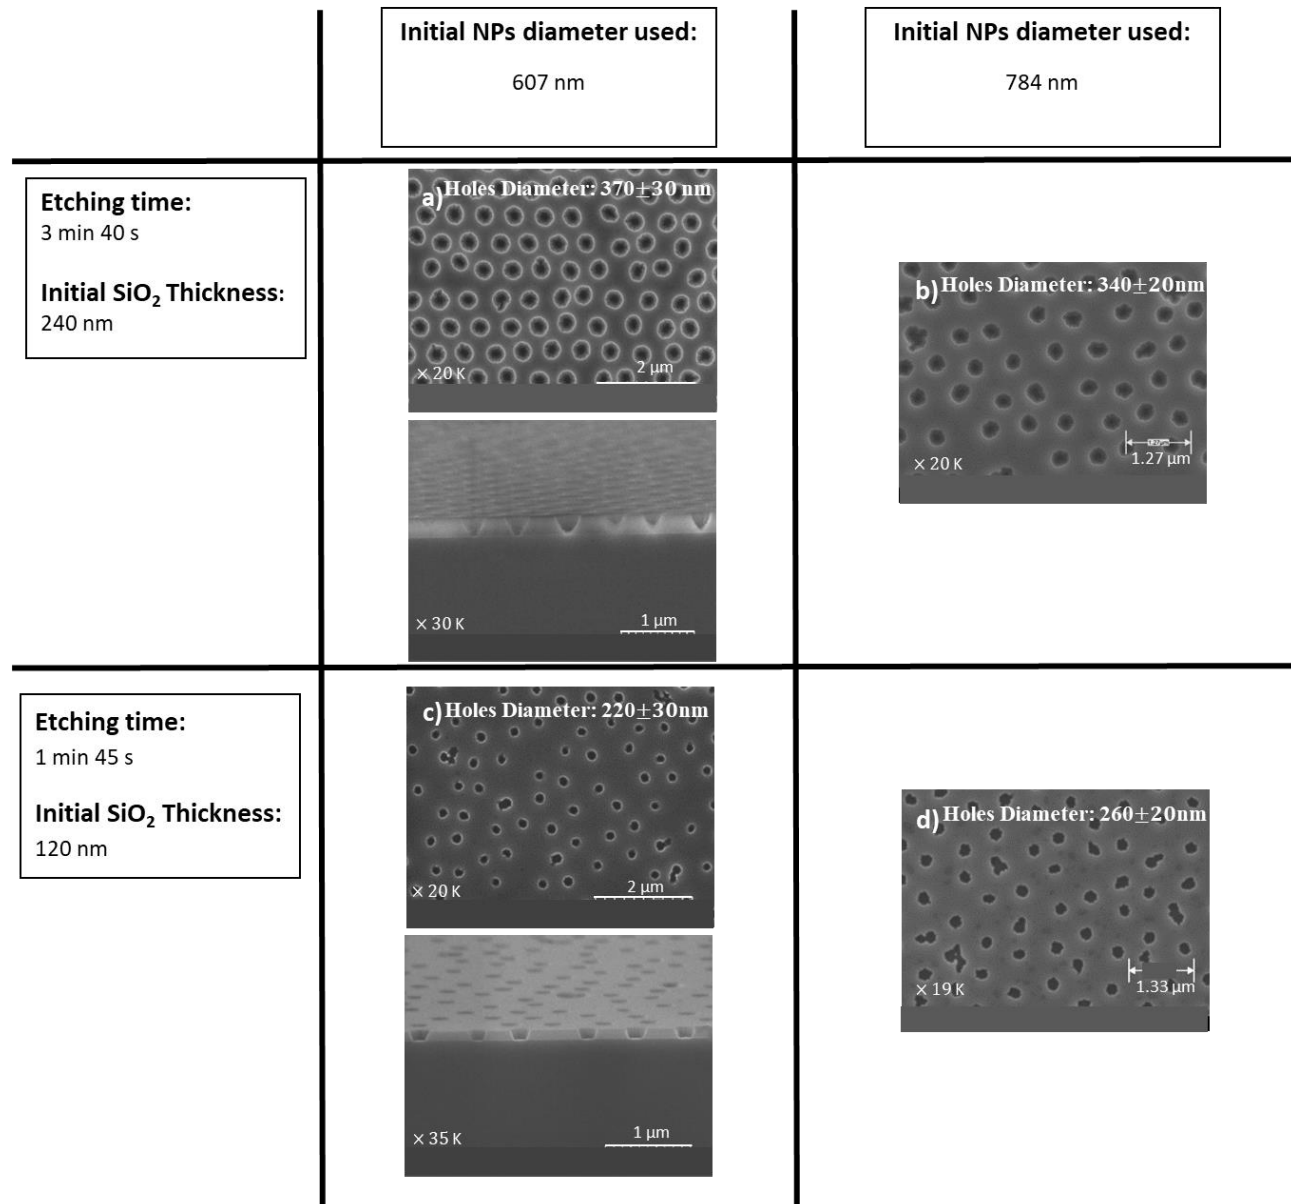 Initial NPs diameter used:
607 nm
Initial NPs diameter used:
784 nm
Etching time:
3 min 40 s
Initial SiO₂ Thickness:
240 nm
a) Holes Diameter: 370±30 nm
× 20 K
2 µm
× 30 K
1 µm
b) Holes Diameter: 340±20nm
× 20 K
1.27 µm
Etching time:
1 min 45 s
Initial SiO₂ Thickness:
120 nm
c) Holes Diameter: 220±30nm
× 20 K
2 µm
× 35 K
1 µm
d) Holes Diameter: 260±20nm
× 19 K
1.33 µm